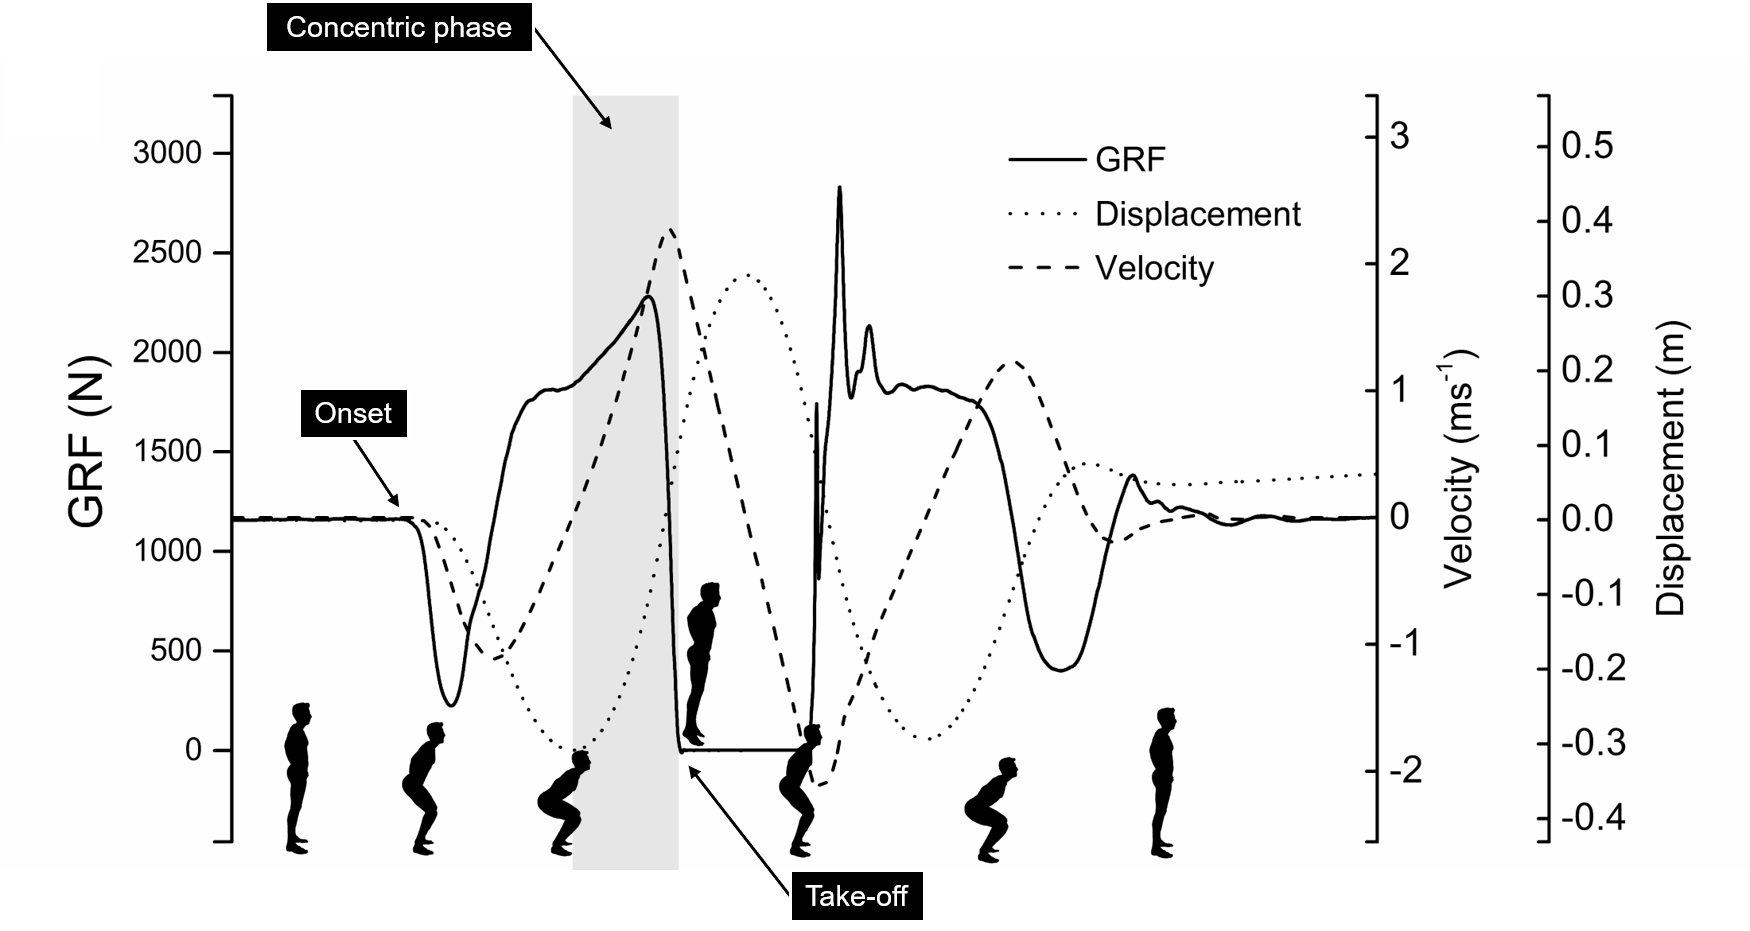 Concentric phase
3000
2500
2000
1500
1000
500
0
GRF (N)
Onset
GRF
Displacement
Velocity
3
2
1
0
-1
-2
Velocity (ms⁻¹)
0.5
0.4
0.3
0.2
0.1
0.0
-0.1
-0.2
-0.3
-0.4
Displacement (m)
Take-off